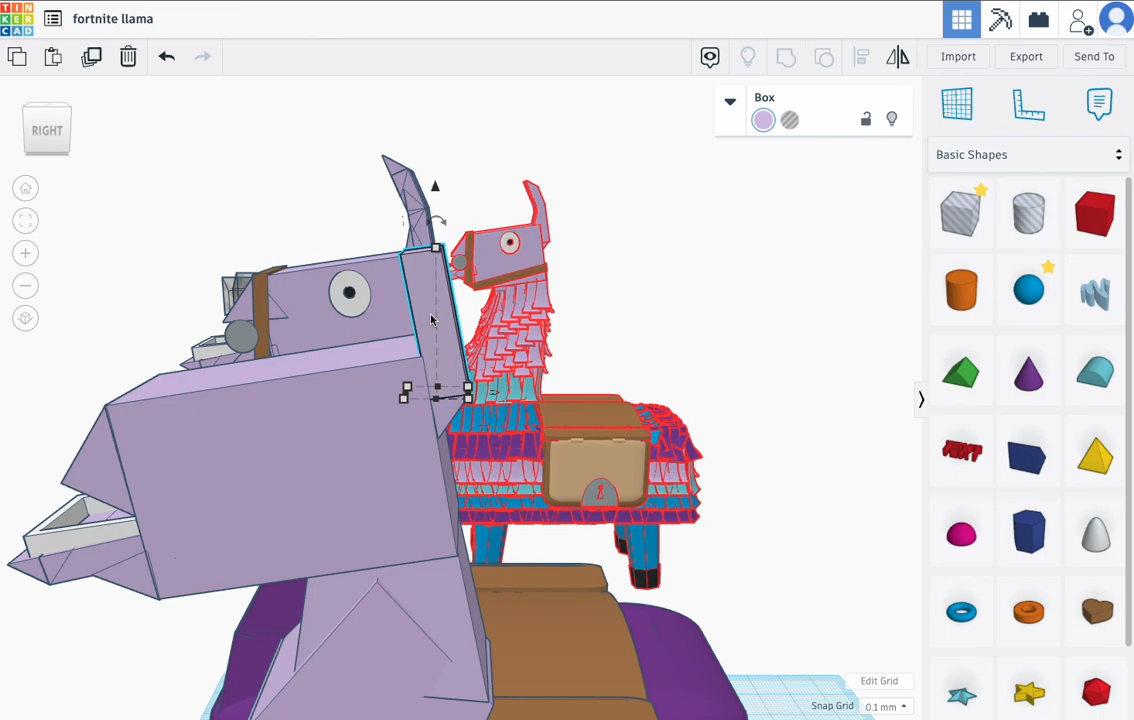 TIN
KER
CAD
fortnite llama
Import
Export
Send To
RIGHT
Box
Basic Shapes
TEXT
Edit Grid
Snap Grid
0.1 mm